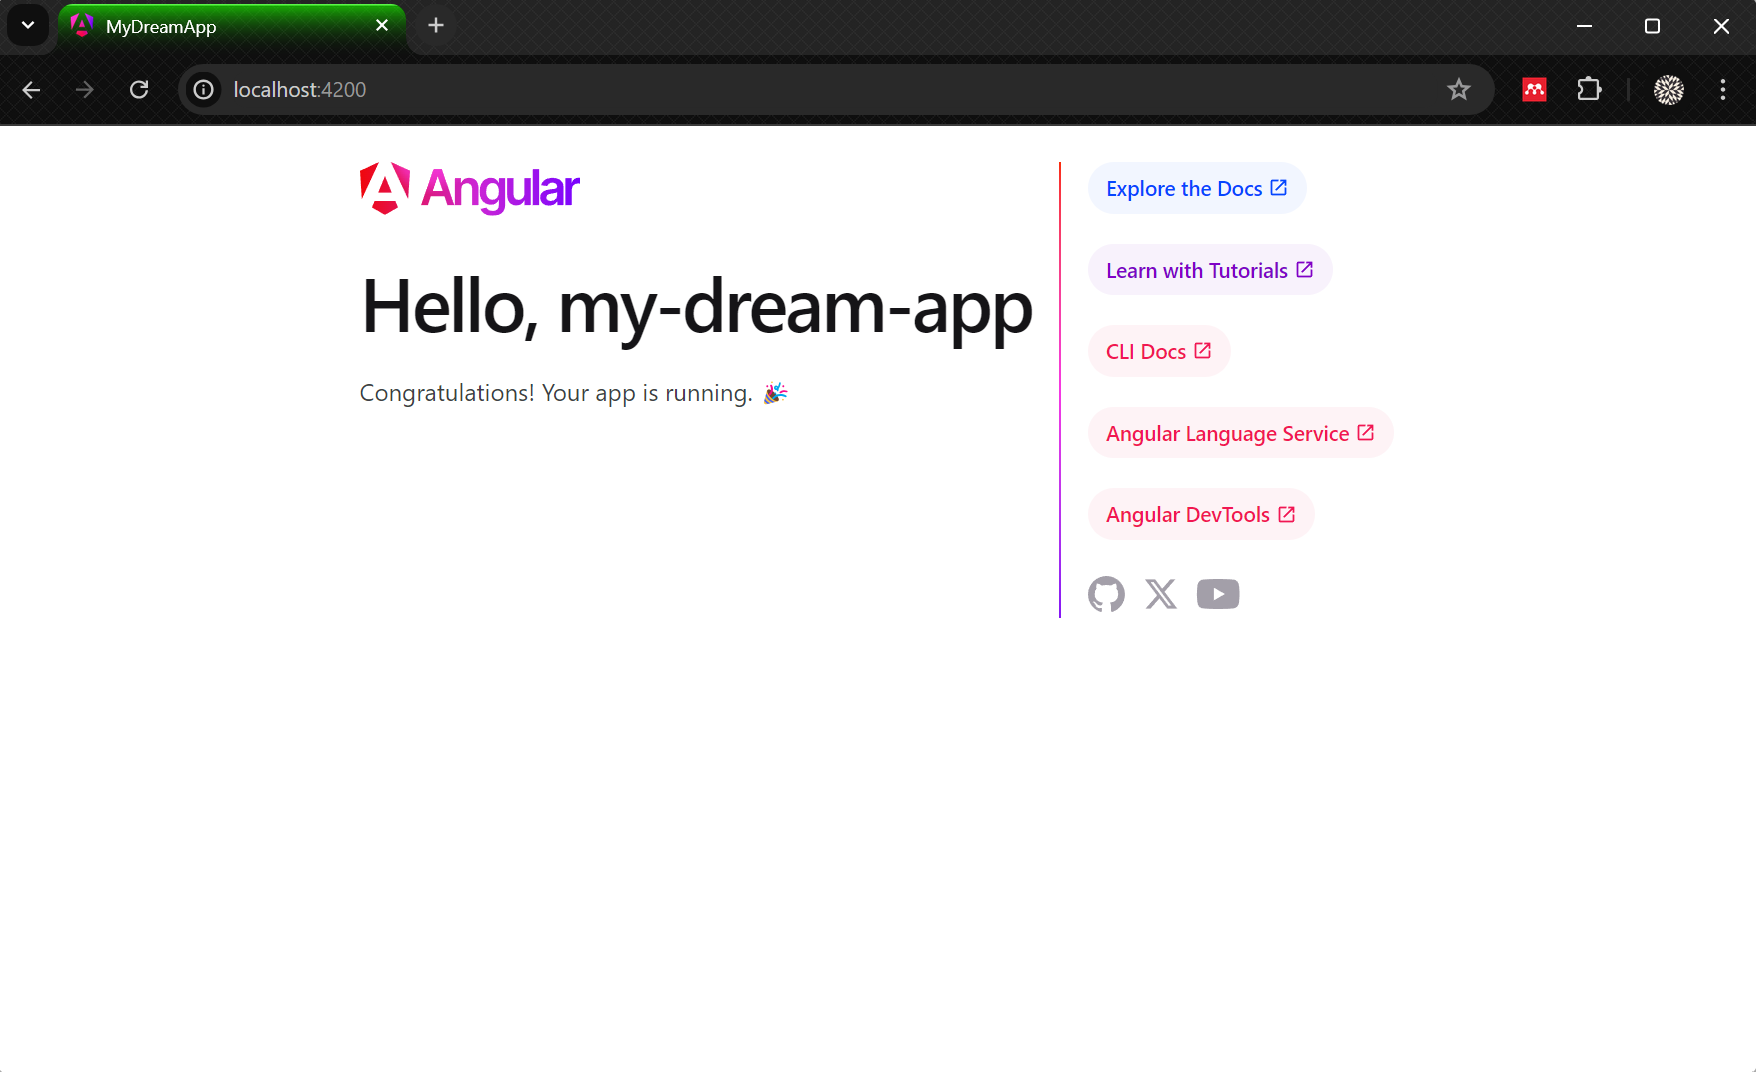 MyDreamApp
localhost:4200
Angular
Hello, my-dream-app
Congratulations! Your app is running. 🎉
Explore the Docs
Learn with Tutorials
CLI Docs
Angular Language Service
Angular DevTools